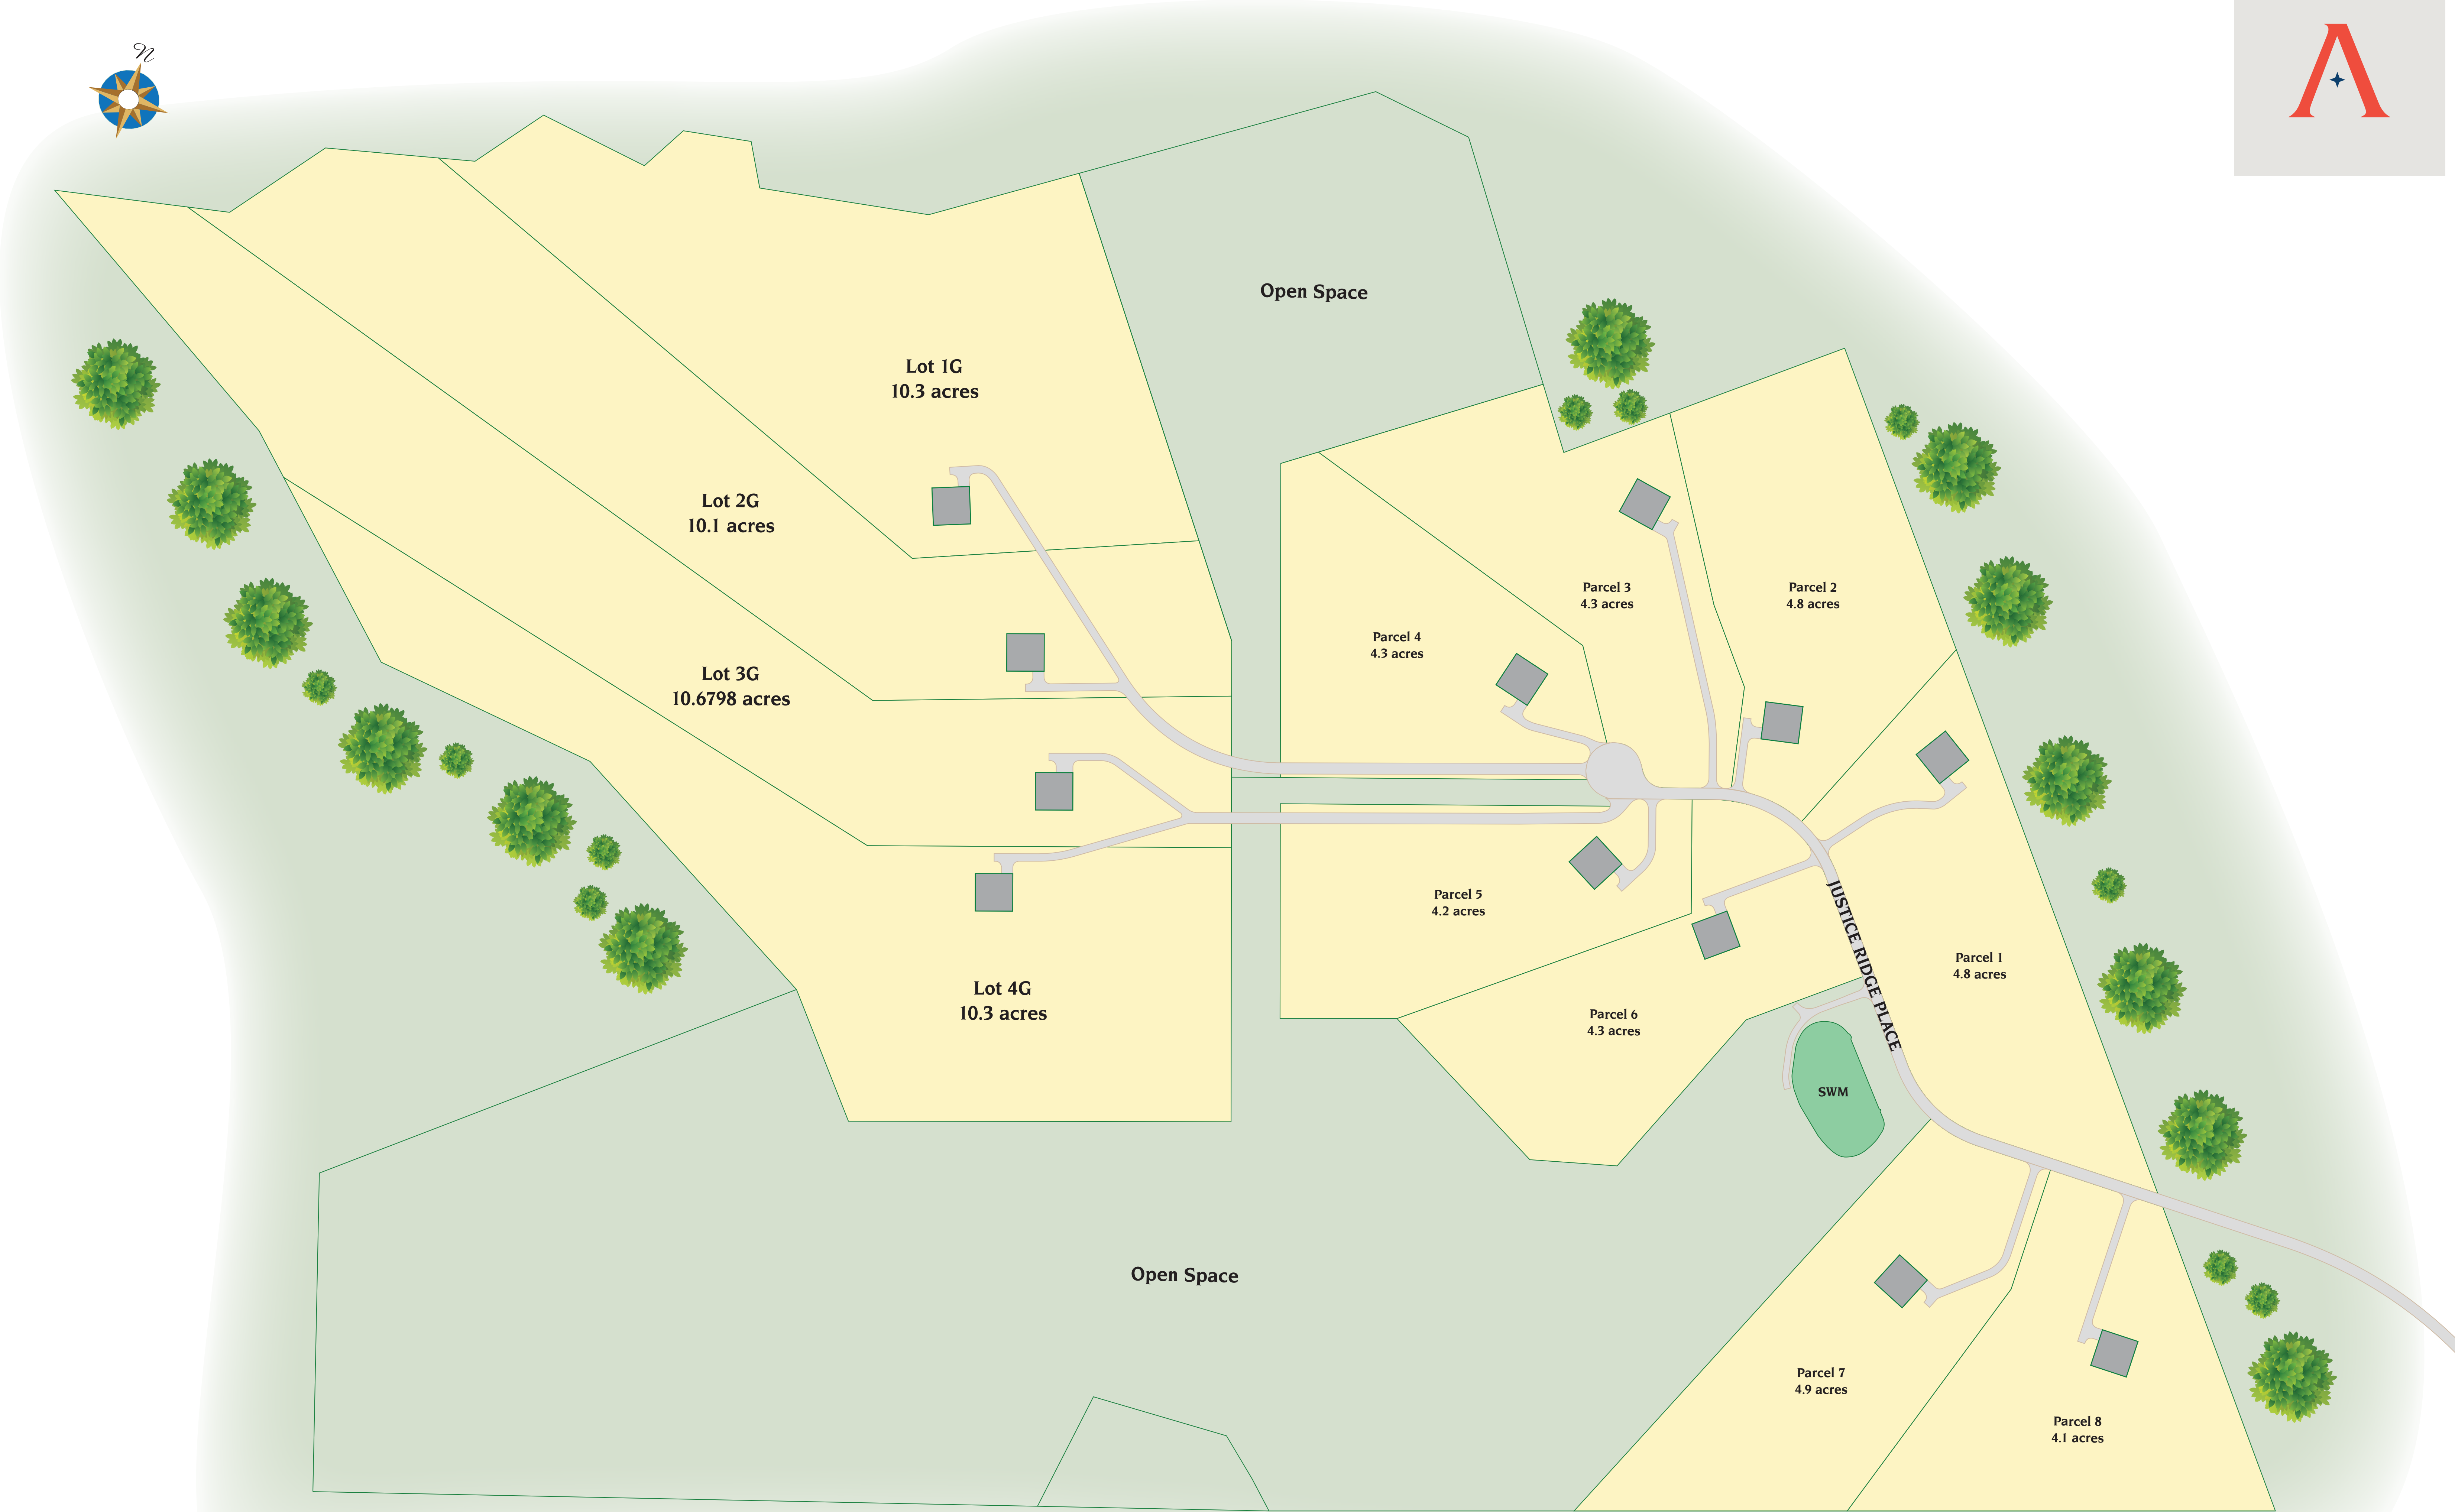 N
Open Space
Lot 1G
10.3 acres
Lot 2G
10.1 acres
Lot 3G
10.6798 acres
Lot 4G
10.3 acres
Parcel 3
4.3 acres
Parcel 2
4.8 acres
Parcel 4
4.3 acres
Parcel 5
4.2 acres
JUSTICE RIDGE PLACE
Parcel 1
4.8 acres
Parcel 6
4.3 acres
SWM
Open Space
Parcel 7
4.9 acres
Parcel 8
4.1 acres